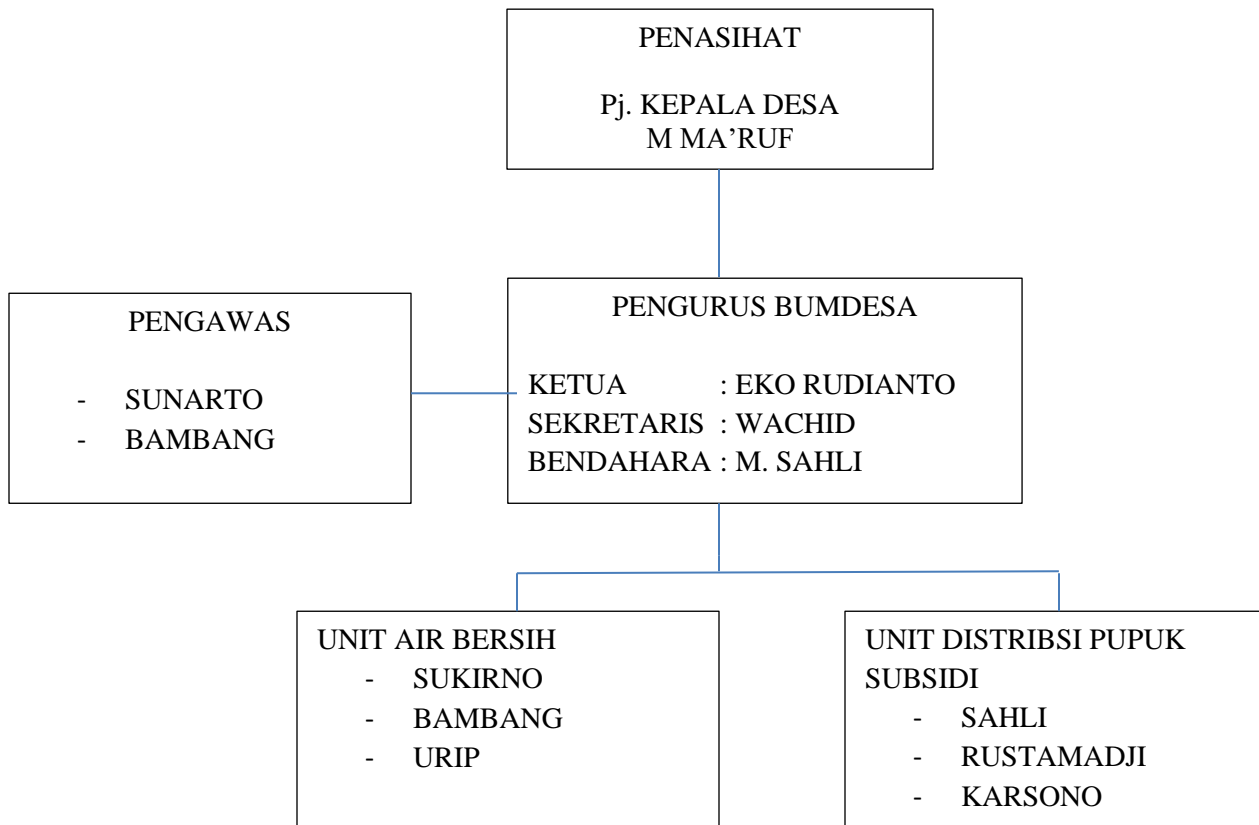 PENASIHAT
Pj. KEPALA DESA
M MA’RUF
PENGAWAS
- SUNARTO
- BAMBANG
PENGURUS BUMDESA
KETUA : EKO RUDIANTO
SEKRETARIS : WACHID
BENDAHARA : M. SAHLI
UNIT AIR BERSIH
- SUKIRNO
- BAMBANG
- URIP
UNIT DISTRIBSI PUPUK
SUBSIDI
- SAHLI
- RUSTAMADJI
- KARSONO